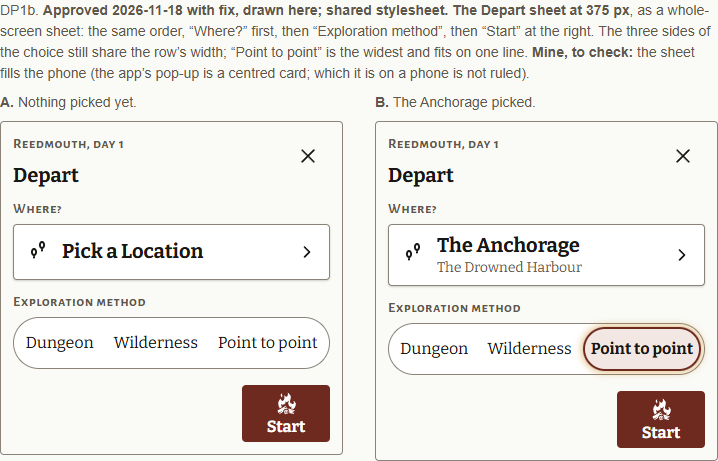 DP1b. Approved 2026-11-18 with fix, drawn here; shared stylesheet. The Depart sheet at 375 px, as a whole-
screen sheet: the same order, “Where?” first, then “Exploration method”, then “Start” at the right. The three sides of
the choice still share the row’s width; “Point to point” is the widest and fits on one line. Mine, to check: the sheet
fills the phone (the app’s pop-up is a centred card; which it is on a phone is not ruled).
A. Nothing picked yet.
Reedmouth, day 1
Depart
Where?
Pick a Location
Exploration method
Dungeon Wilderness Point to point
Start
B. The Anchorage picked.
Reedmouth, day 1
Depart
Where?
The Anchorage
The Drowned Harbour
Exploration method
Dungeon Wilderness Point to point
Start